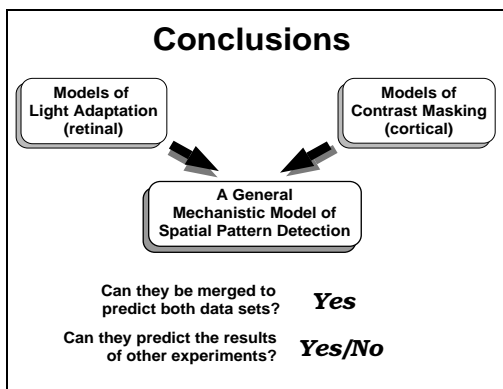 Conclusions
Models of
Light Adaptation
(retinal)
Models of
Contrast Masking
(cortical)
A General
Mechanistic Model of
Spatial Pattern Detection
Can they be merged to
predict both data sets?
Yes
Can they predict the results
of other experiments?
Yes/No